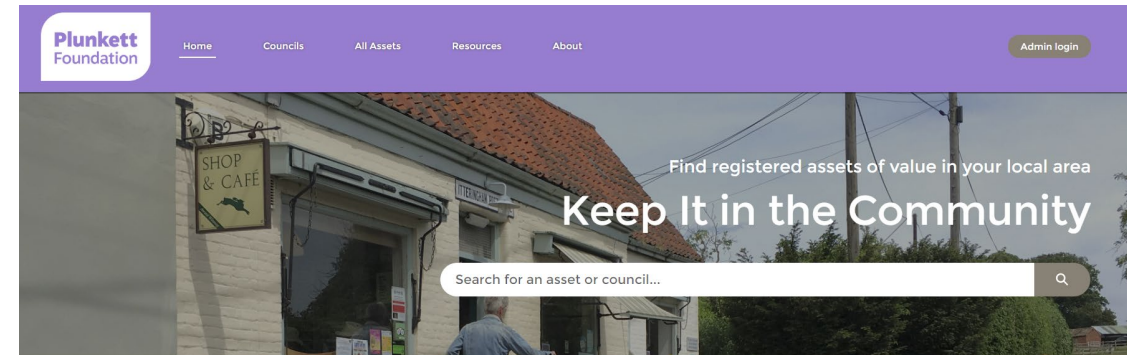 Plunkett
Foundation
Home
Councils
All Assets
Resources
About
Admin login
SHOP
& CAFÉ
ITTERINGHAM
Find registered assets of value in your local area
Keep It in the Community
Search for an asset or council...